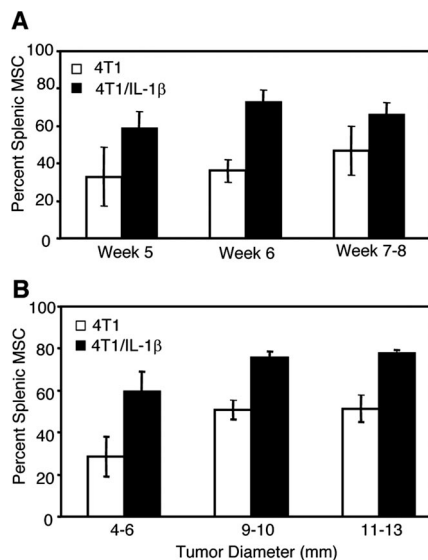 A
Percent Splenic MSC
100
80
60
40
20
0
4T1
4T1/IL-1β
Week 5 Week 6 Week 7-8
B
Percent Splenic MSC
100
80
60
40
20
0
4T1
4T1/IL-1β
4-6 9-10 11-13
Tumor Diameter (mm)